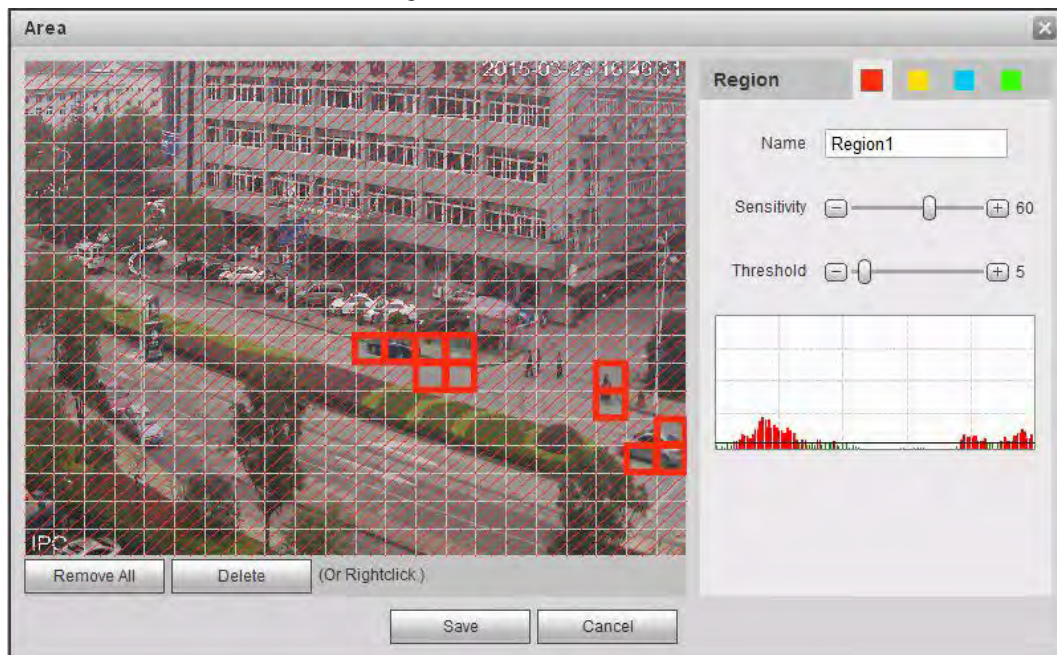 Area
2015-03-23 16:40:31
Region
Name
Region1
Sensitivity
60
Threshold
5
IPC
Remove All
Delete
(Or Rightclick.)
Save
Cancel